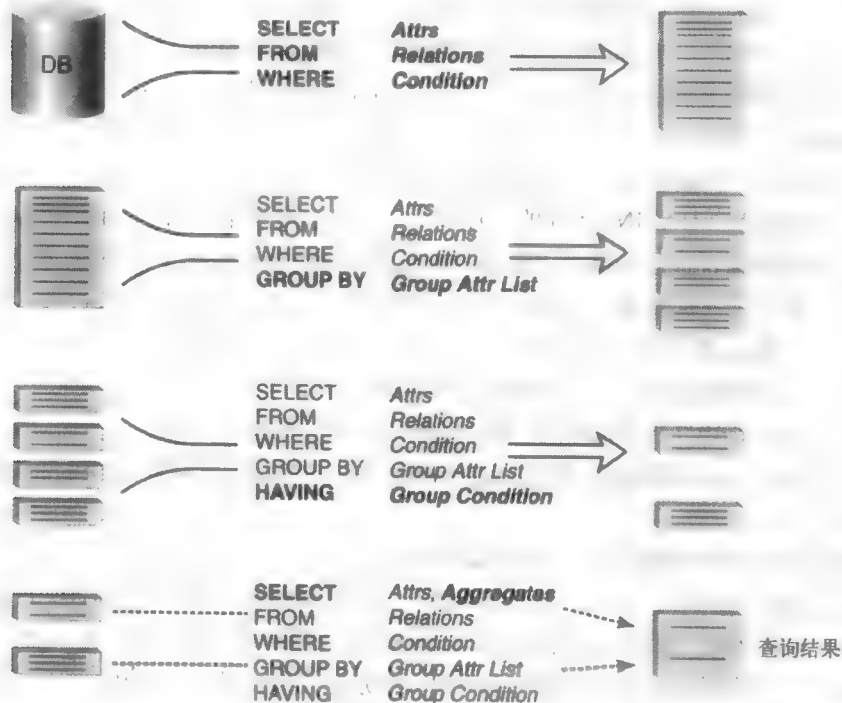 DB
SELECT Attrs
FROM Relations
WHERE Condition
SELECT Attrs
FROM Relations
WHERE Condition
GROUP BY Group Attr List
SELECT Attrs
FROM Relations
WHERE Condition
GROUP BY Group Attr List
HAVING Group Condition
SELECT Attrs, Aggregates
FROM Relations
WHERE Condition
GROUP BY Group Attr List
HAVING Group Condition
查询结果